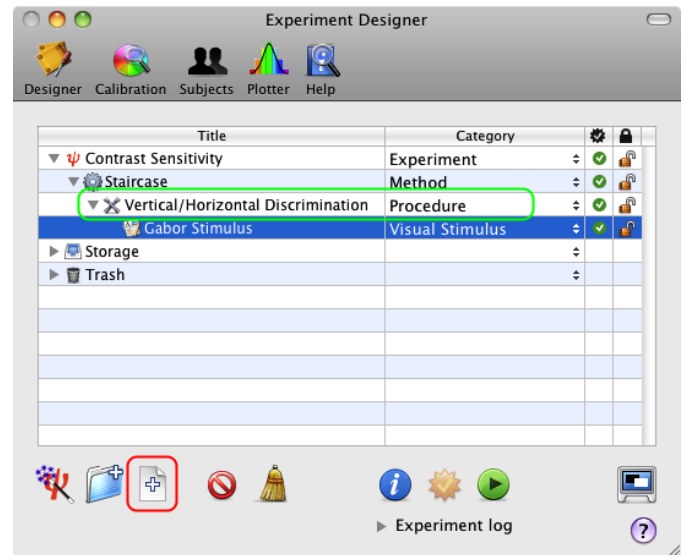 Experiment Designer
Designer Calibration Subjects Plotter Help
Title Category
Ψ Contrast Sensitivity Experiment
Staircase Method
Vertical/Horizontal Discrimination Procedure
Gabor Stimulus Visual Stimulus
Storage
Trash
Experiment log
?